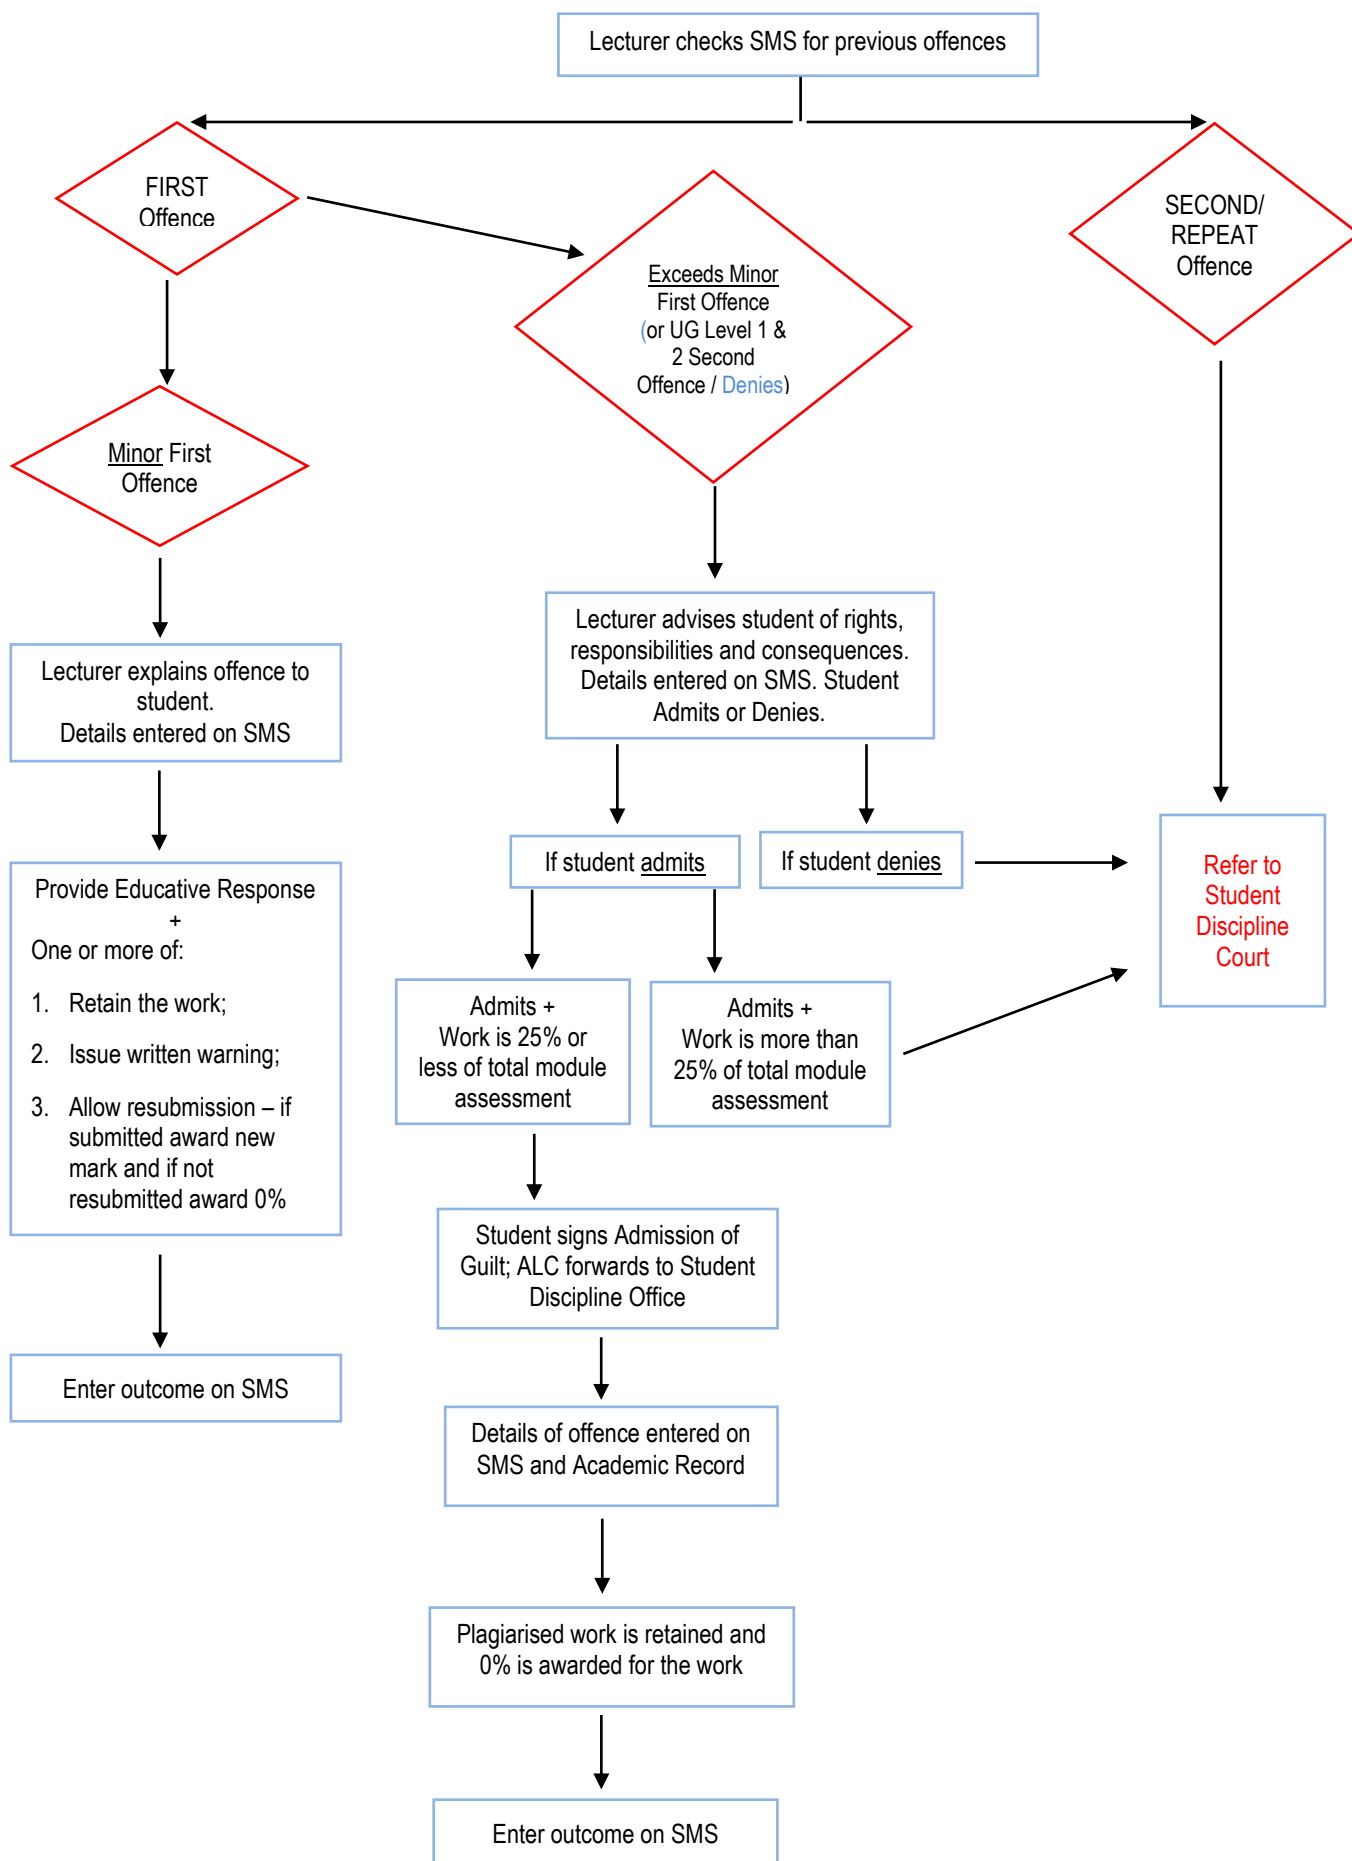 Lecturer checks SMS for previous offences
FIRST
Offence
Exceeds Minor
First Offence
(or UG Level 1 &
2 Second
Offence / Denies)
SECOND/
REPEAT
Offence
Minor First
Offence
Lecturer explains offence to
student.
Details entered on SMS
Lecturer advises student of rights,
responsibilities and consequences.
Details entered on SMS. Student
Admits or Denies.
If student admits
If student denies
Refer to
Student
Discipline
Court
Provide Educative Response
+
One or more of:
1. Retain the work;
2. Issue written warning;
3. Allow resubmission – if
submitted award new
mark and if not
resubmitted award 0%
Admits +
Work is 25% or
less of total module
assessment
Admits +
Work is more than
25% of total module
assessment
Student signs Admission of
Guilt; ALC forwards to Student
Discipline Office
Enter outcome on SMS
Details of offence entered on
SMS and Academic Record
Plagiarised work is retained and
0% is awarded for the work
Enter outcome on SMS